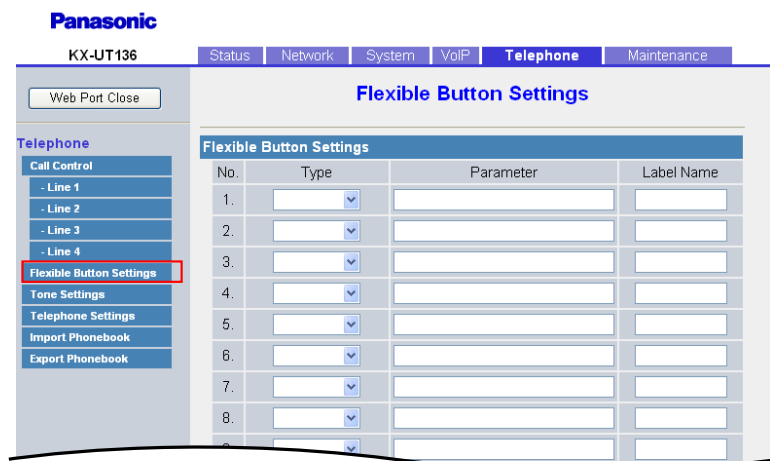 Panasonic
KX-UT136
Status Network System VoIP Telephone Maintenance
Web Port Close
Flexible Button Settings
Telephone
Call Control
- Line 1
- Line 2
- Line 3
- Line 4
Flexible Button Settings
Tone Settings
Telephone Settings
Import Phonebook
Export Phonebook
Flexible Button Settings
No. Type Parameter Label Name
1.
2.
3.
4.
5.
6.
7.
8.